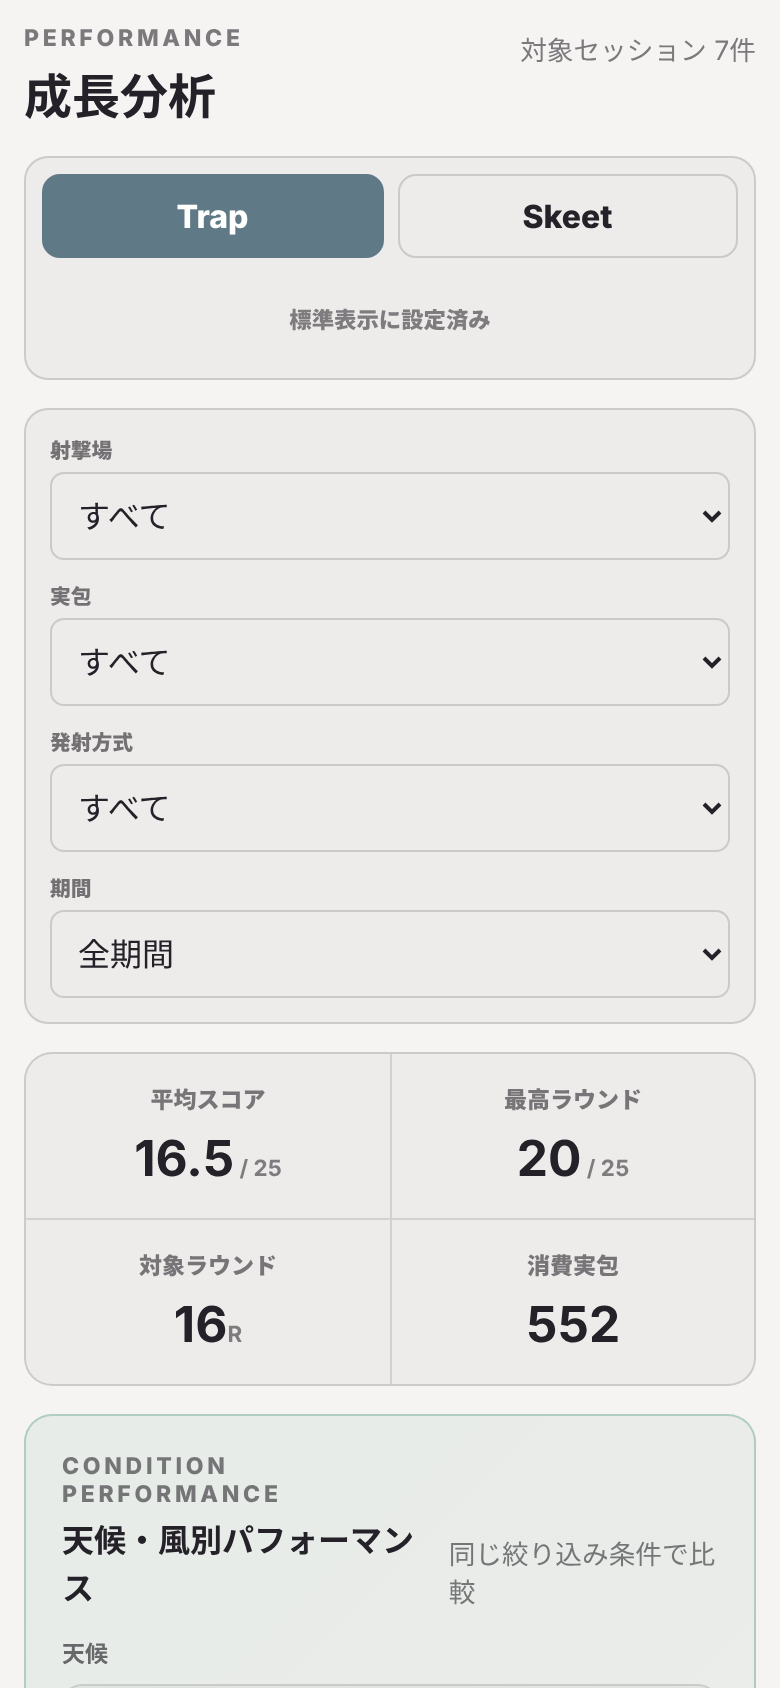 PERFORMANCE
成長分析
対象セッション 7件
Trap
Skeet
標準表示に設定済み
射撃場
すべて
実包
すべて
発射方式
すべて
期間
全期間
平均スコア
16.5 / 25
最高ラウンド
20 / 25
対象ラウンド
16R
消費実包
552
CONDITION
PERFORMANCE
天候・風別パフォーマン
ス
同じ絞り込み条件で比
較
天候